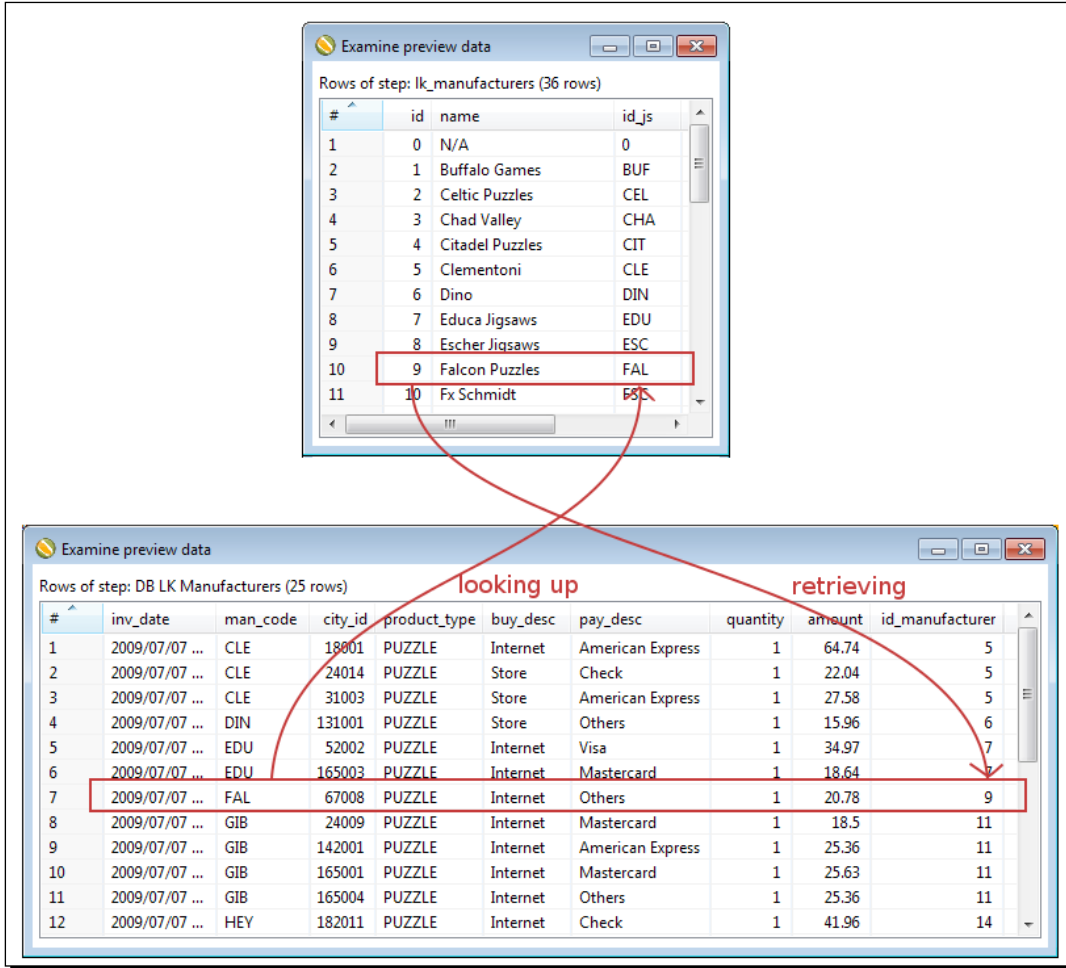 Examine preview data
Rows of step: lk_manufacturers (36 rows)
# id name id_js
1 0 N/A 0
2 1 Buffalo Games BUF
3 2 Celtic Puzzles CEL
4 3 Chad Valley CHA
5 4 Citadel Puzzles CIT
6 5 Clementoni CLE
7 6 Dino DIN
8 7 Educa Jigsaws EDU
9 8 Escher Jigsaws ESC
10 9 Falcon Puzzles FAL
11 10 Fx Schmidt FSC
Examine preview data
Rows of step: DB LK Manufacturers (25 rows)
looking up retrieving
# inv_date man_code city_id product_type buy_desc pay_desc quantity amount id_manufacturer
1 2009/07/07 ... CLE 18001 PUZZLE Internet American Express 1 64.74 5
2 2009/07/07 ... CLE 24014 PUZZLE Store Check 1 22.04 5
3 2009/07/07 ... CLE 31003 PUZZLE Store American Express 1 27.58 5
4 2009/07/07 ... DIN 131001 PUZZLE Store Others 1 15.96 6
5 2009/07/07 ... EDU 52002 PUZZLE Internet Visa 1 34.97 7
6 2009/07/07 ... EDU 165003 PUZZLE Internet Mastercard 1 18.64 7
7 2009/07/07 ... FAL 67008 PUZZLE Internet Others 1 20.78 9
8 2009/07/07 ... GIB 24009 PUZZLE Internet Mastercard 1 18.5 11
9 2009/07/07 ... GIB 142001 PUZZLE Internet American Express 1 25.36 11
10 2009/07/07 ... GIB 165001 PUZZLE Internet Mastercard 1 25.63 11
11 2009/07/07 ... GIB 165004 PUZZLE Internet Others 1 25.36 11
12 2009/07/07 ... HEY 182011 PUZZLE Internet Check 1 41.96 14